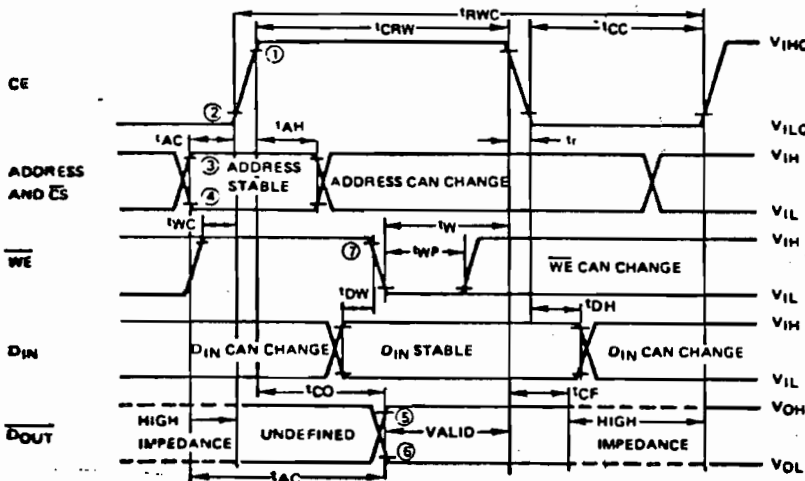 tRWC
tCRW
tCC
① VIHC
CE
② VILC
tAC tAH tr
VIH
ADDRESS AND CS
③ ADDRESS STABLE
④
ADDRESS CAN CHANGE
VIL
tWC tW
VIH
WE
⑦ tWP
WE CAN CHANGE
tDW VIL
tDH
VIH
DIN
DIN CAN CHANGE
DIN STABLE
DIN CAN CHANGE
VIL
tCO tCF
VOH
DOUT
HIGH IMPEDANCE
UNDEFINED
⑤
VALID
⑥
HIGH IMPEDANCE
VOL
tAC